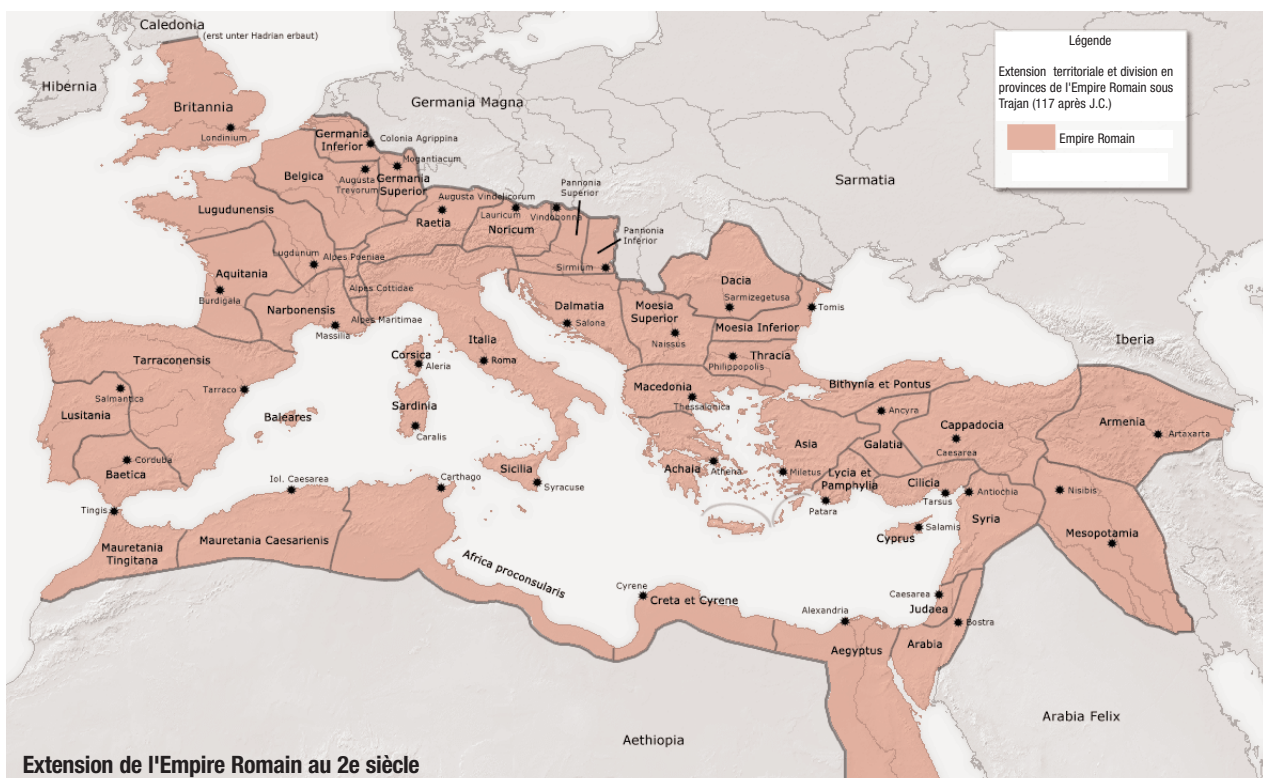 Caledonia
(erst unter Hadrian erbaut)
Hibernia
Britannia
Londinium
Germania Magna
Sarmatia
Légende
Extension territoriale et division en
provinces de l'Empire Romain sous
Trajan (117 après J.C.)
Empire Romain
Germania
Inferior
Colonia Agrippina
Mogantiacum
Belgica
Augusta
Trevorum
Germania
Superior
Lugudunensis
Augusta Vindelicorum
Raetia
Lauricum
Noricum
Vindobonna
Pannonia
Superior
Pannonia
Inferior
Sirmium
Lugdunum
Alpes Poeniae
Aquitania
Burdigala
Alpes Cottidae
Narbonensis
Alpes Maritimae
Massilia
Dalmatia
Salona
Dacia
Sarmizegetusa
Tomis
Moesia
Superior
Naissus
Moesia Inferior
Thracia
Philippopolis
Iberia
Tarraconensis
Salmantica
Tarraco
Lusitania
Corduba
Baetica
Baleares
Corsica
Aleria
Italia
Roma
Sardinia
Caralis
Macedonia
Thessalonica
Bithynia et Pontus
Ancyra
Galatia
Cappadocia
Caesarea
Armenia
Artaxarta
Achaia
Athena
Asia
Miletus
Lycia et
Pamphylia
Patara
Cilicia
Tarsus
Antiochia
Syria
Nisibis
Mesopotamia
Sicilia
Syracuse
Cyprus
Salamis
Tingis
Iol. Caesarea
Carthago
Mauretania
Tingitana
Mauretania Caesariensis
Africa proconsularis
Cyrene
Creta et Cyrene
Alexandria
Caesarea
Judaea
Bostra
Aegyptus
Arabia
Arabia Felix
Aethiopia
Extension de l'Empire Romain au 2e siècle